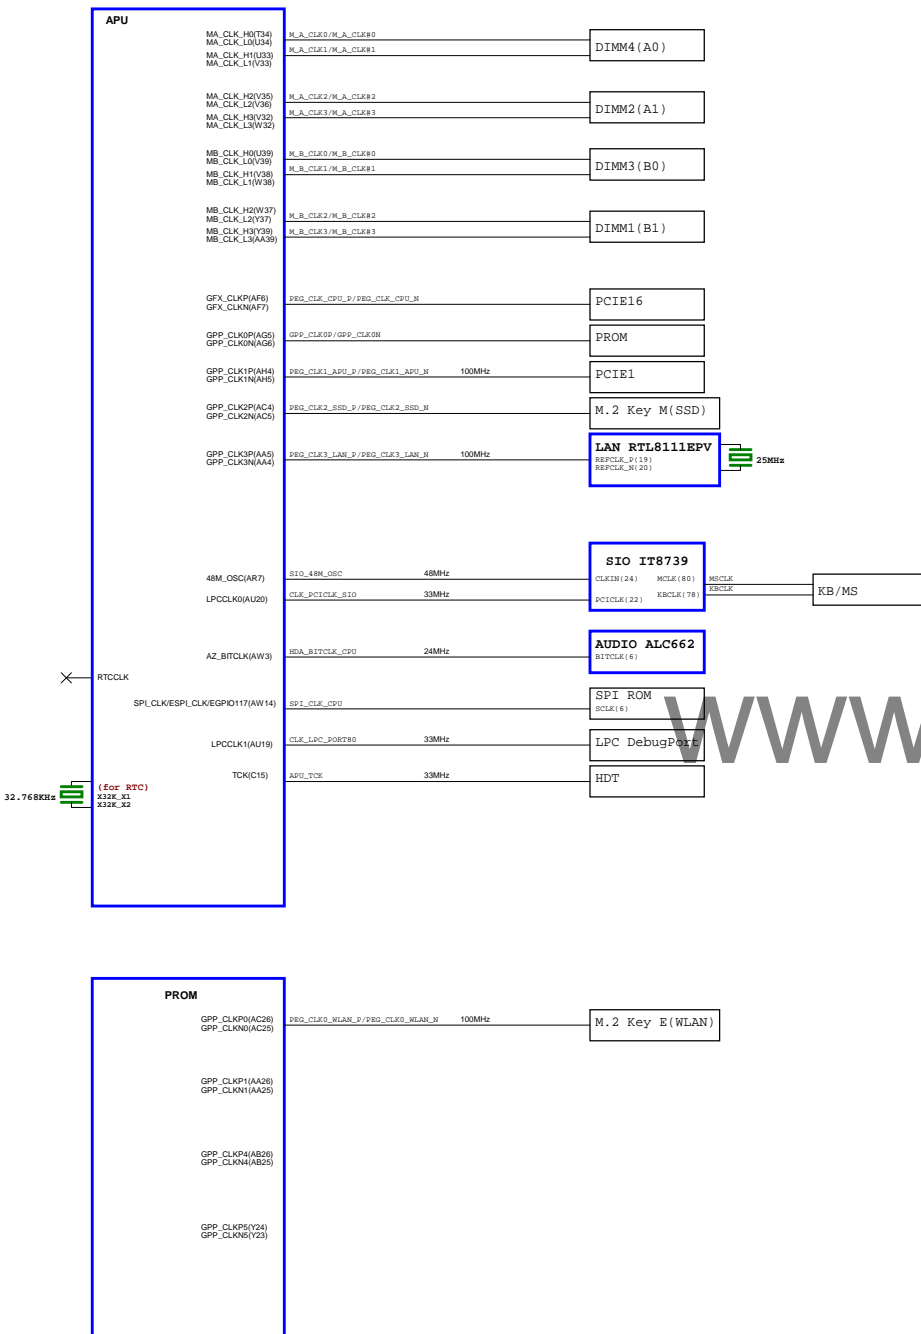 APU
MA_CLK_H0(T34) M_A_CLK0/M_A_CLK#0
MA_CLK_L0(U34)
DIMM4(A0)
MA_CLK_H1(U33) M_A_CLK1/M_A_CLK#1
MA_CLK_L1(V33)
MA_CLK_H2(V35) M_A_CLK2/M_A_CLK#2
MA_CLK_L2(V36)
DIMM2(A1)
MA_CLK_H3(V32) M_A_CLK3/M_A_CLK#3
MA_CLK_L3(W32)
MB_CLK_H0(U39) M_B_CLK0/M_B_CLK#0
MB_CLK_L0(V39)
DIMM3(B0)
MB_CLK_H1(V38) M_B_CLK1/M_B_CLK#1
MB_CLK_L1(W38)
MB_CLK_H2(W37) M_B_CLK2/M_B_CLK#2
MB_CLK_L2(Y37)
DIMM1(B1)
MB_CLK_H3(Y39) M_B_CLK3/M_B_CLK#3
MB_CLK_L3(AA39)
GFX_CLKP(AF6) PEG_CLK_CPU_P/PEG_CLK_CPU_N PCIE16
GFX_CLKN(AF7)
GPP_CLK0P(AG5) GPP_CLK0P/GPP_CLK0N PROM
GPP_CLK0N(AG6)
GPP_CLK1P(AH4) PEG_CLK1_APU_P/PEG_CLK1_APU_N 100MHz PCIE1
GPP_CLK1N(AH5)
GPP_CLK2P(AC4) PEG_CLK2_SSD_P/PEG_CLK2_SSD_N M.2 Key M(SSD)
GPP_CLK2N(AC5)
LAN RTL8111EPV
GPP_CLK3P(AA5) PEG_CLK3_LAN_P/PEG_CLK3_LAN_N 100MHz REFCLK_P(19) 25MHz
GPP_CLK3N(AA4) REFCLK_N(20)
SIO IT8739
48M_OSC(AR7) SIO_48M_OSC 48MHz CLKIN(24) MCLK(80) MSCLK
LPCCLK0(AU20) CLK_PCICLK_SIO 33MHz PCICLK(22) KBCLK(78) KBCLK KB/MS
AUDIO ALC662
AZ_BITCLK(AW3) HDA_BITCLK_CPU 24MHz BITCLK(6)
RTCCLK
SPI ROM
SPI_CLK/ESPI_CLK/EGPIO117(AW14) SPI_CLK_CPU SCLK(6)
www
LPCCLK1(AU19) CLK_LPC_PORT80 33MHz LPC DebugPort
TCK(C15) APU_TCK 33MHz HDT
(for RTC)
32.768KHz X32K_X1
X32K_X2
PROM
GPP_CLKP0(AC26) PEG_CLK0_WLAN_P/PEG_CLK0_WLAN_N 100MHz M.2 Key E(WLAN)
GPP_CLKN0(AC25)
GPP_CLKP1(AA26)
GPP_CLKN1(AA25)
GPP_CLKP4(AB26)
GPP_CLKN4(AB25)
GPP_CLKP5(Y24)
GPP_CLKN5(Y23)